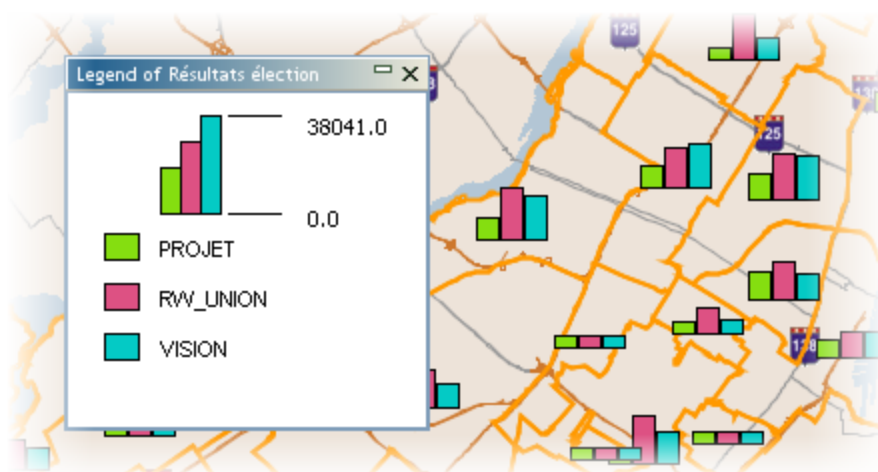 125
Legend of Résultats élection
38041.0
0.0
PROJET
RW_UNION
VISION
125
138